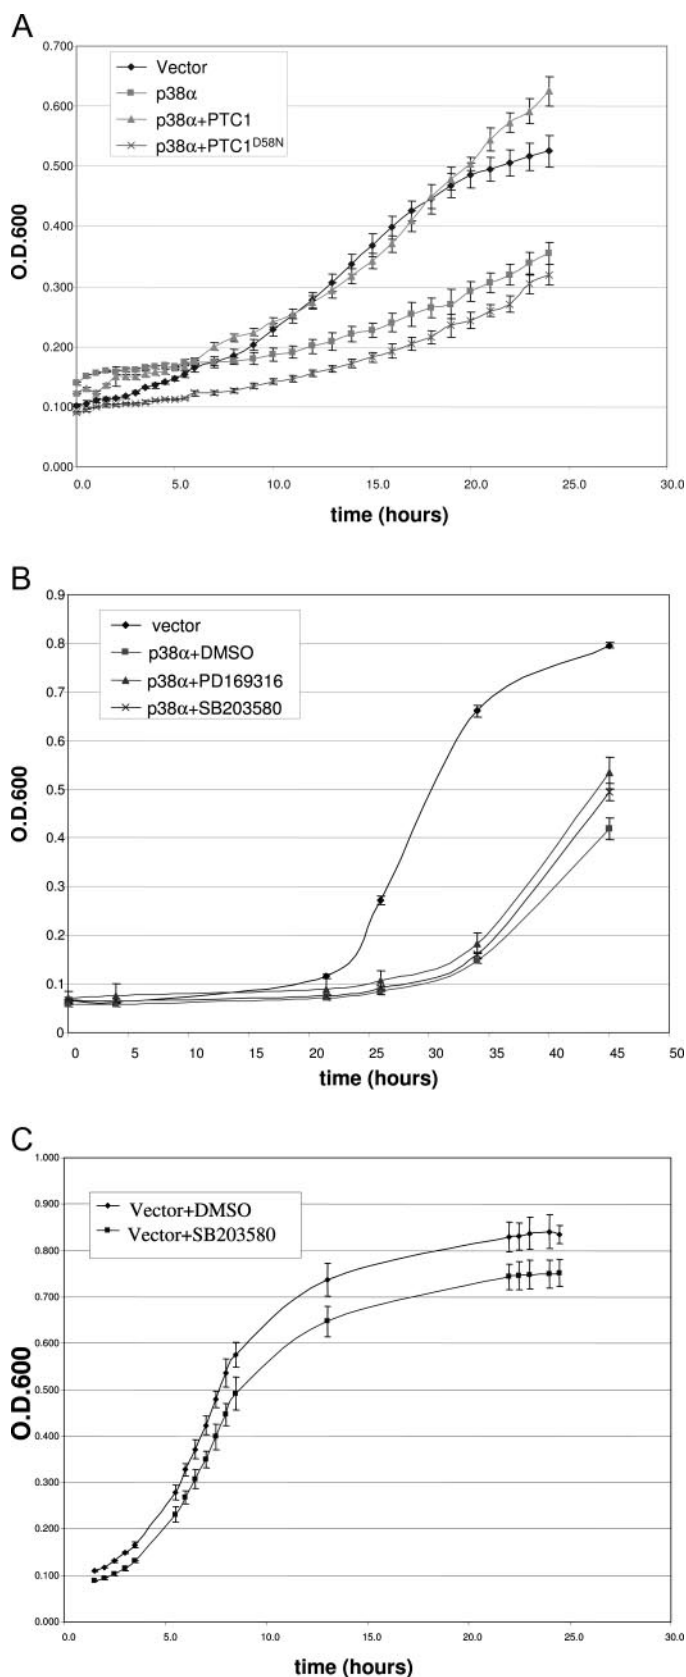 A
0.700
0.600
0.500
0.400
0.300
0.200
0.100
0.000
Vector
p38α
p38α+PTC1
p38α+PTC1D58N
O.D.600
0.0 5.0 10.0 15.0 20.0 25.0 30.0
time (hours)
B
0.9
0.8
0.7
0.6
0.5
0.4
0.3
0.2
0.1
0
vector
p38α+DMSO
p38α+PD169316
p38α+SB203580
O.D.600
0 5 10 15 20 25 30 35 40 45 50
time (hours)
C
1.000
0.900
0.800
0.700
0.600
0.500
0.400
0.300
0.200
0.100
0.000
Vector+DMSO
Vector+SB203580
O.D.600
0.0 5.0 10.0 15.0 20.0 25.0 30.0
time (hours)